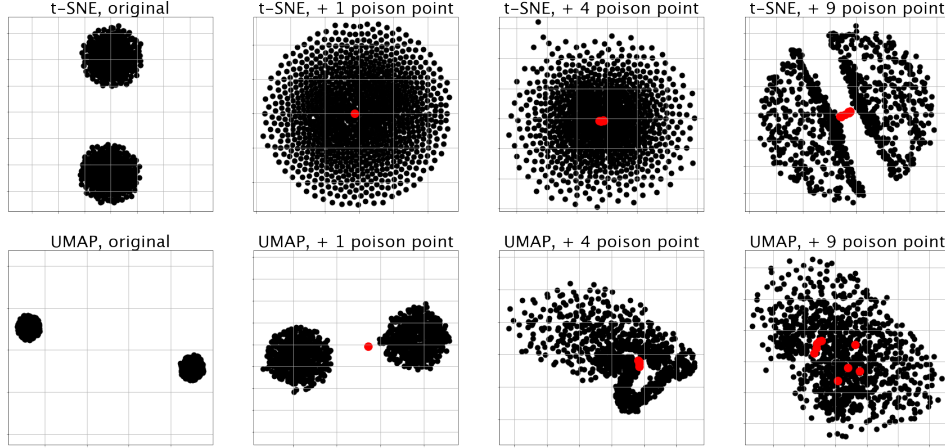 t-SNE, original
t-SNE, + 1 poison point
t-SNE, + 4 poison point
t-SNE, + 9 poison point
UMAP, original
UMAP, + 1 poison point
UMAP, + 4 poison point
UMAP, + 9 poison point